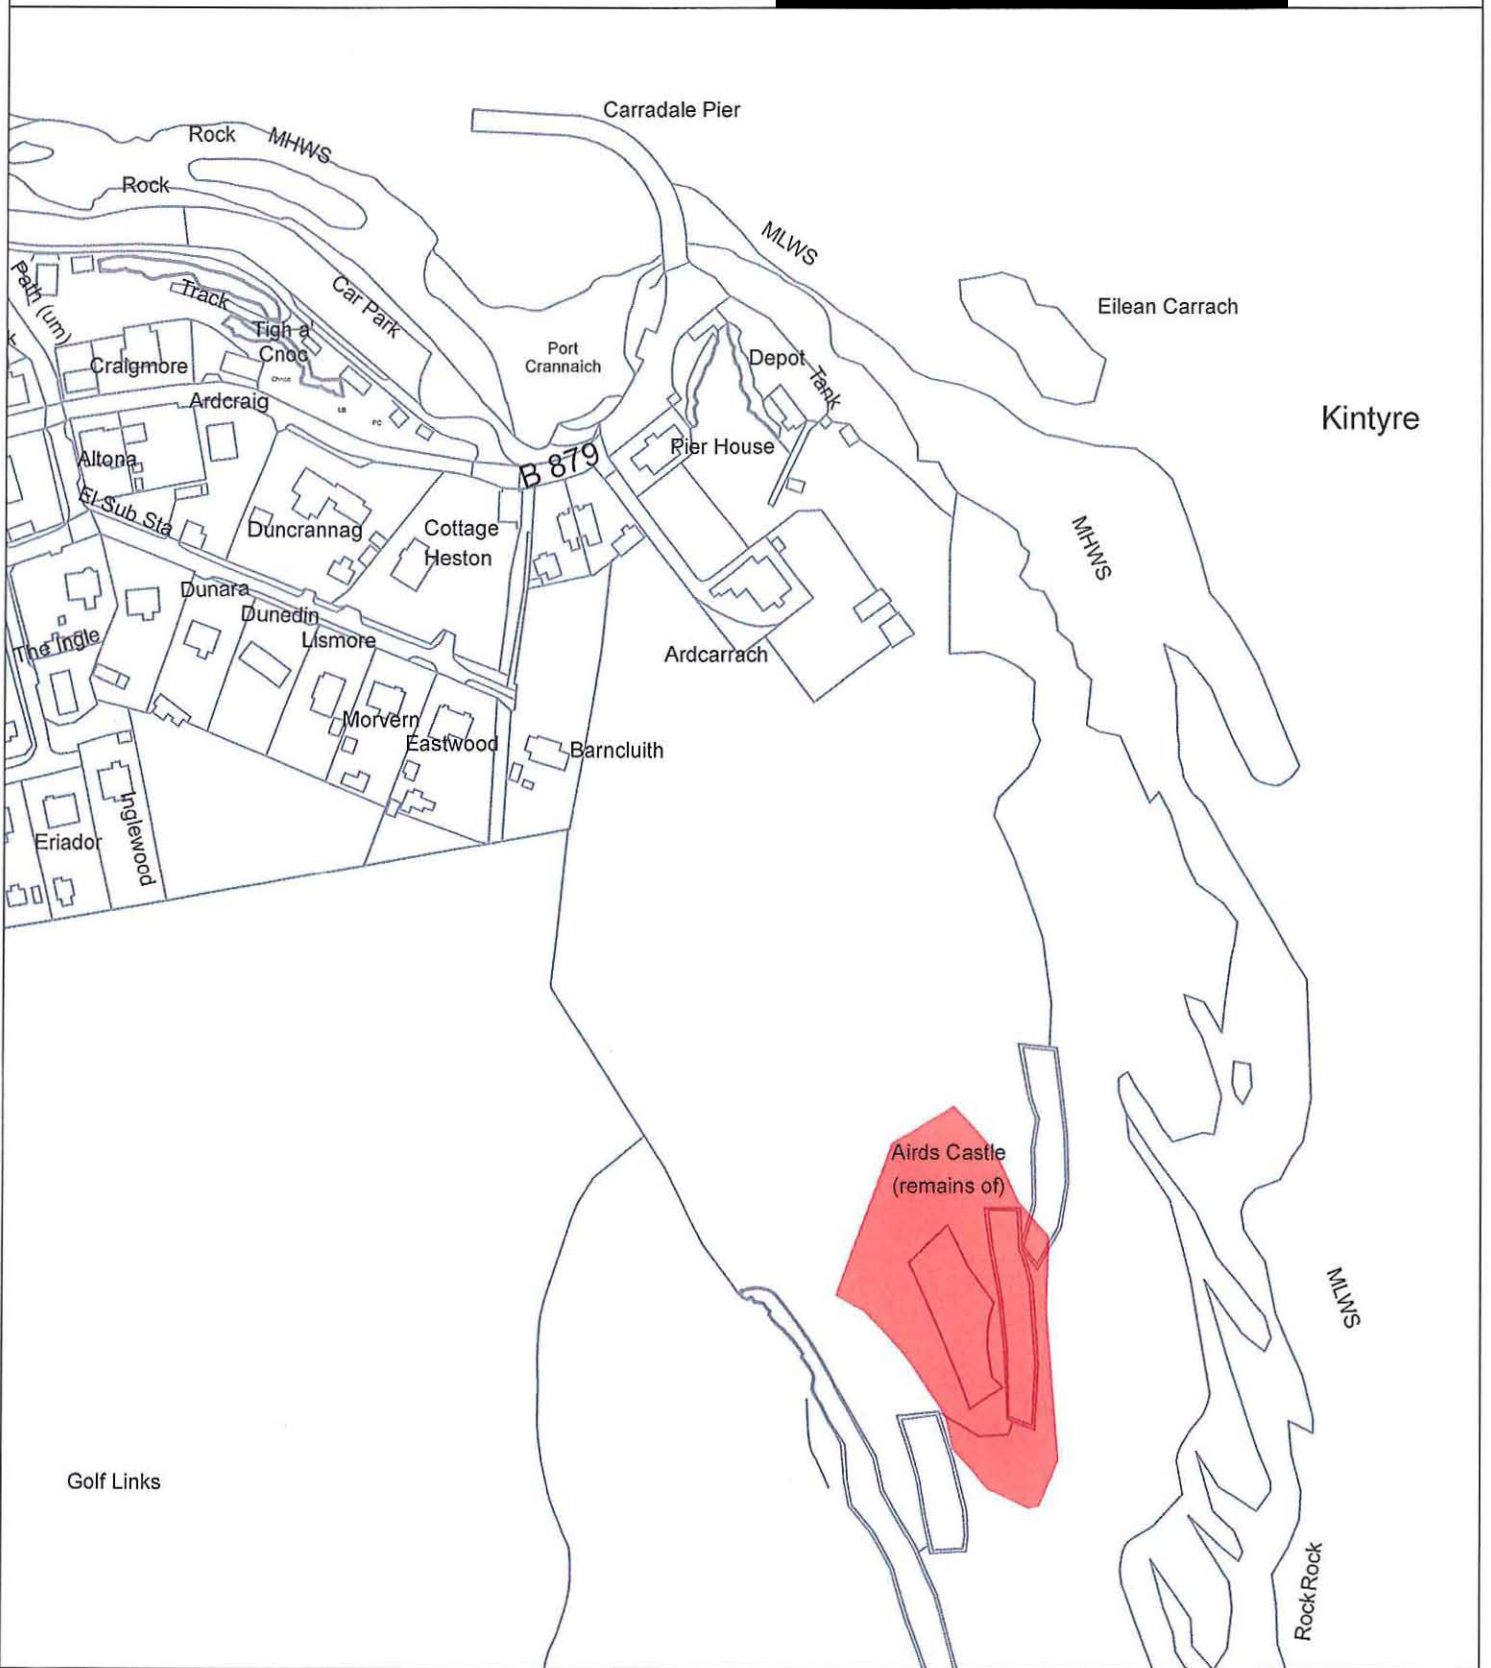 Carradale Pier
Rock
MHWS
Rock
MLWS
Path (um)
Track
Car Park
Eilean Carrach
Tigh a'
Cnoc
Port
Crannaich
Depot
Tank
Craigmore
Ardcraig
LB
PC
Kintyre
Pier House
Altona
B 879
El Sub Sta
Duncrannag
Cottage
Heston
MHWS
Dunara
Dunedin
Lismore
The Ingle
Ardcarrach
Morvern
Eastwood
Barncluith
Inglewood
Eriador
Airds Castle
(remains of)
MLWS
Golf Links
Rock
Rock